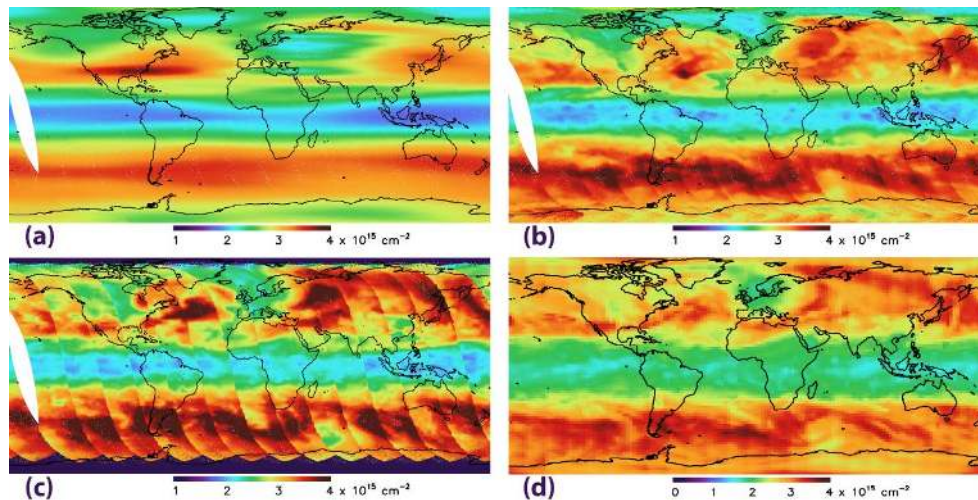 (a)
1 2 3 4 x 10¹⁵ cm⁻²
(b)
1 2 3 4 x 10¹⁵ cm⁻²
(c)
1 2 3 4 x 10¹⁵ cm⁻²
(d)
0 2 3 4 x 10¹⁵ cm⁻²